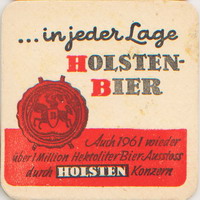 ...in jeder Lage
HOLSTEN-
BIER
Auch 1961 wieder
über 1 Million Hektoliter Bier Ausstoss
durch HOLSTEN Konzern